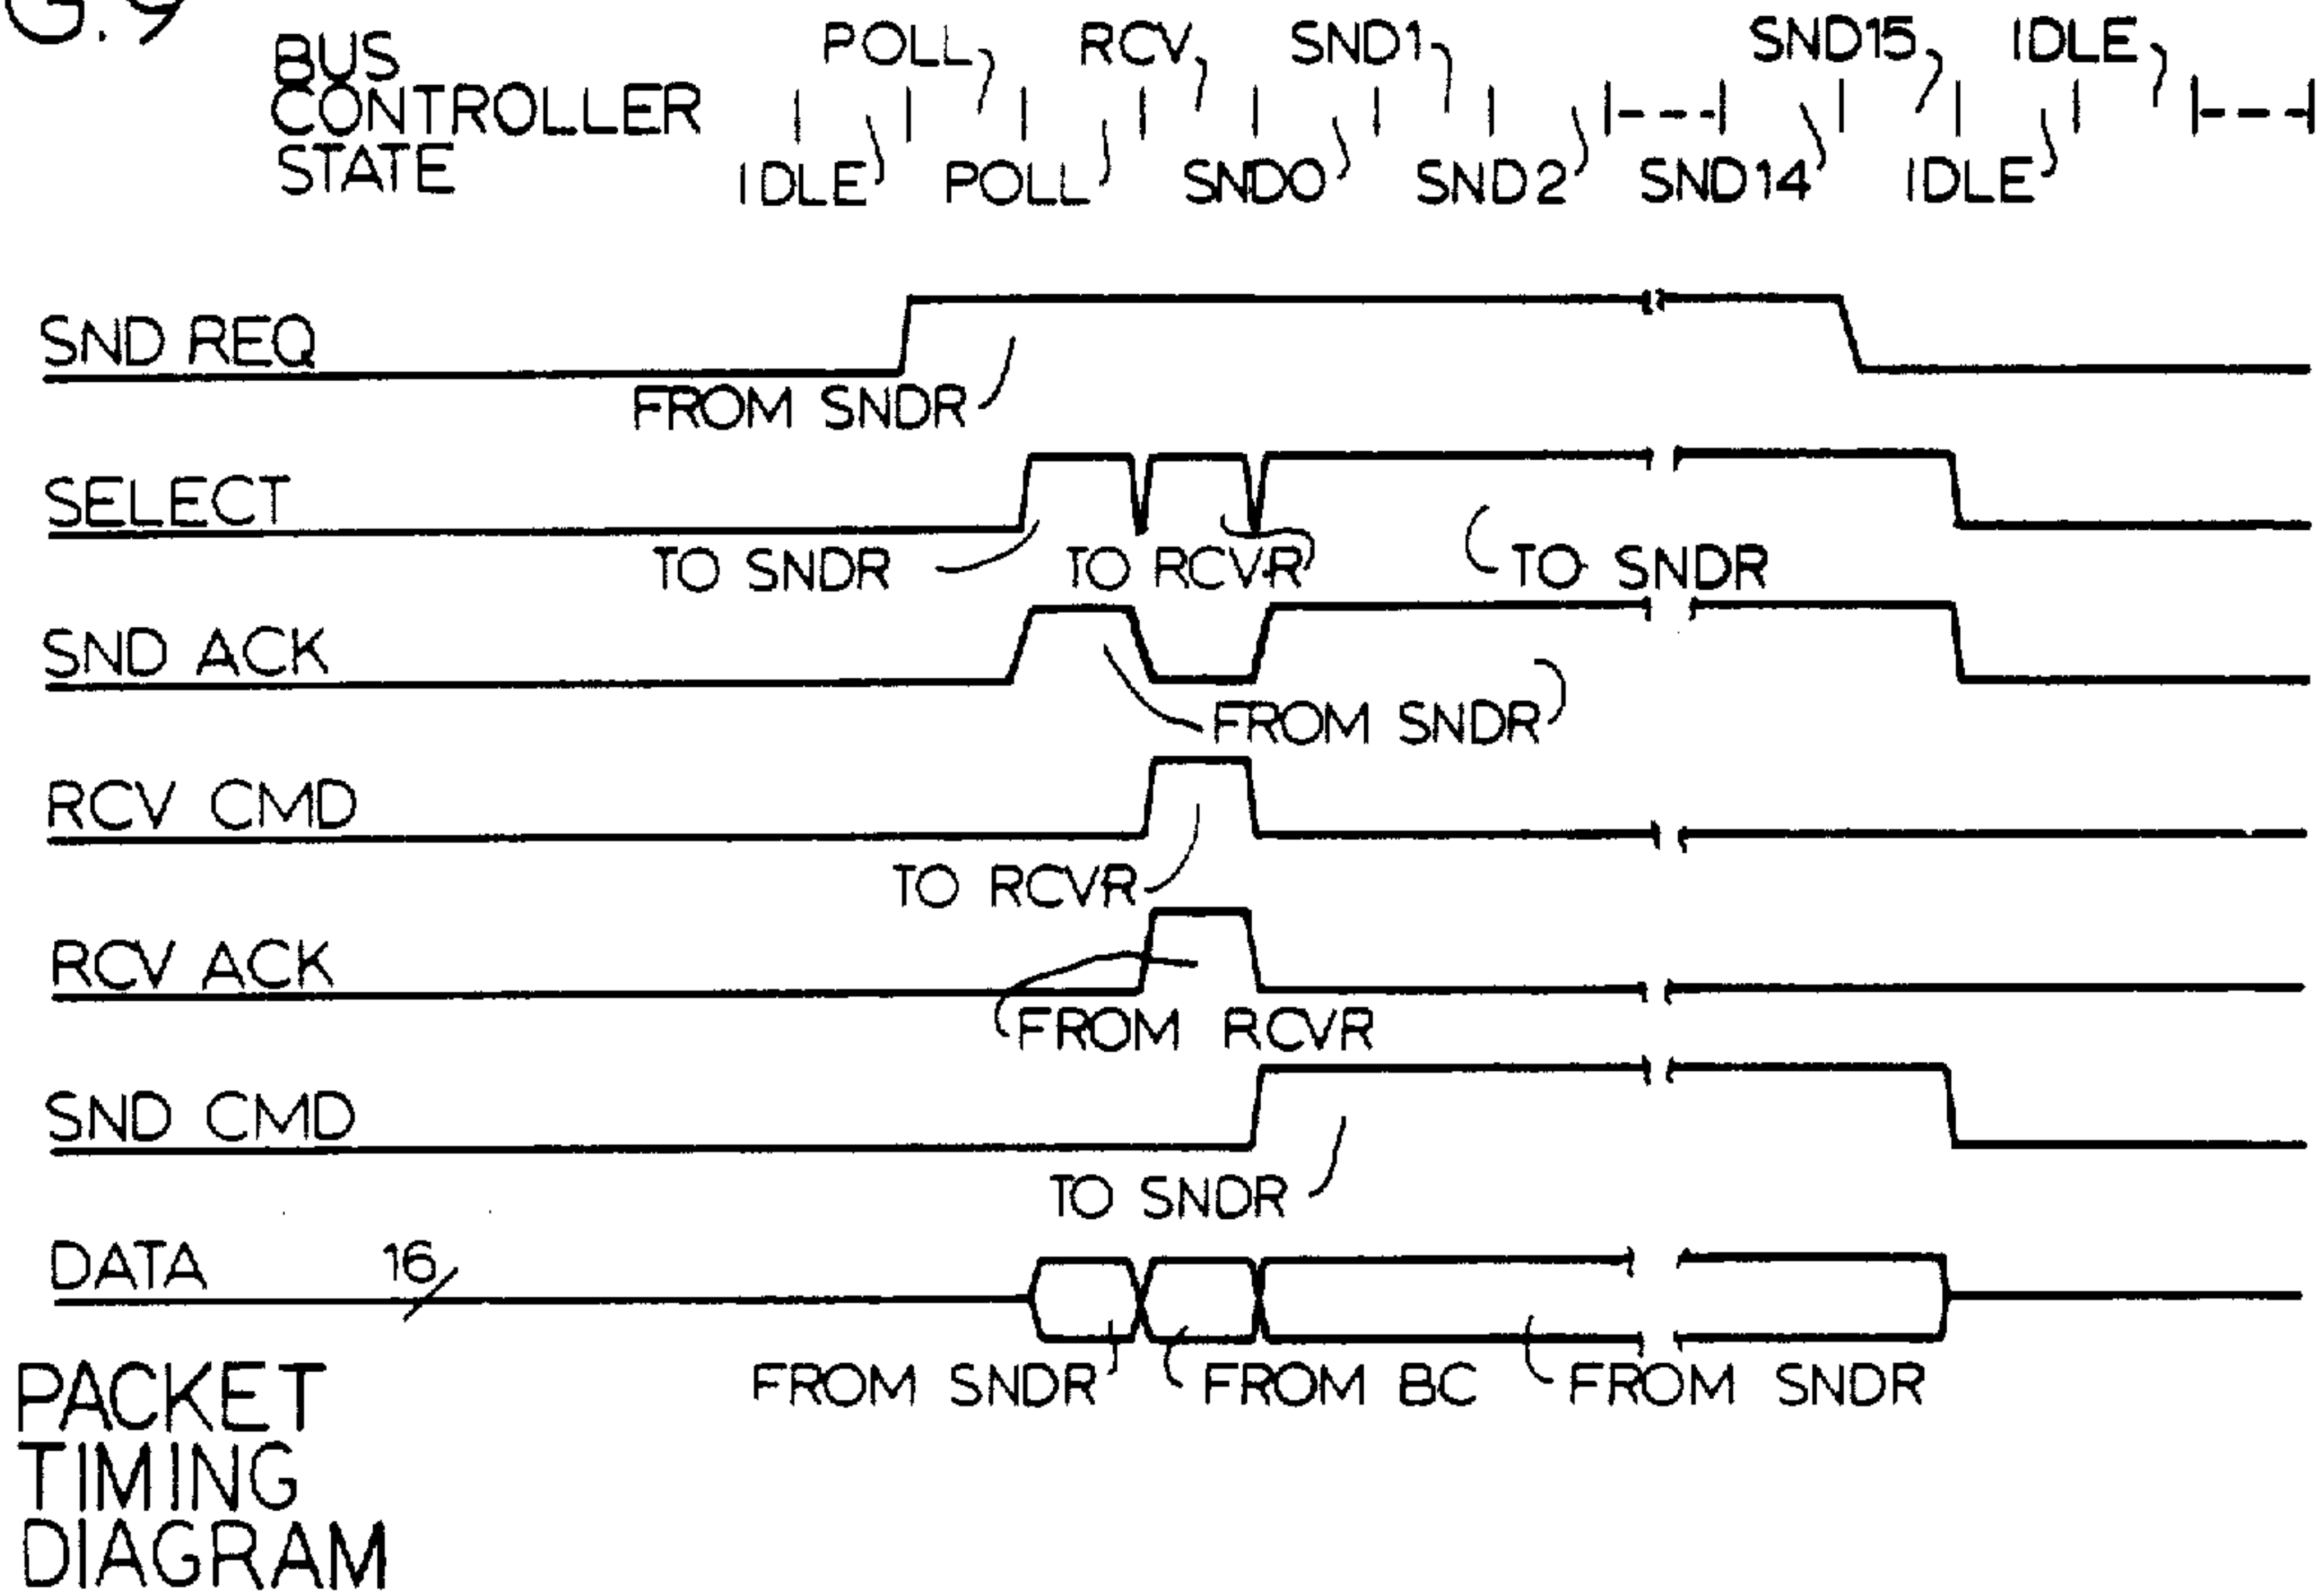 G.9
BUS
CONTROLLER
STATE
POLL RCV SND1 SND15 IDLE
IDLE POLL SND0 SND2 SND14 IDLE
SND REQ
FROM SNDR
SELECT
TO SNDR TO RCVR TO SNDR
SND ACK
FROM SNDR
RCV CMD
TO RCVR
RCV ACK
FROM RCVR
SND CMD
TO SNDR
DATA 16
FROM SNDR FROM BC FROM SNDR
PACKET
TIMING
DIAGRAM